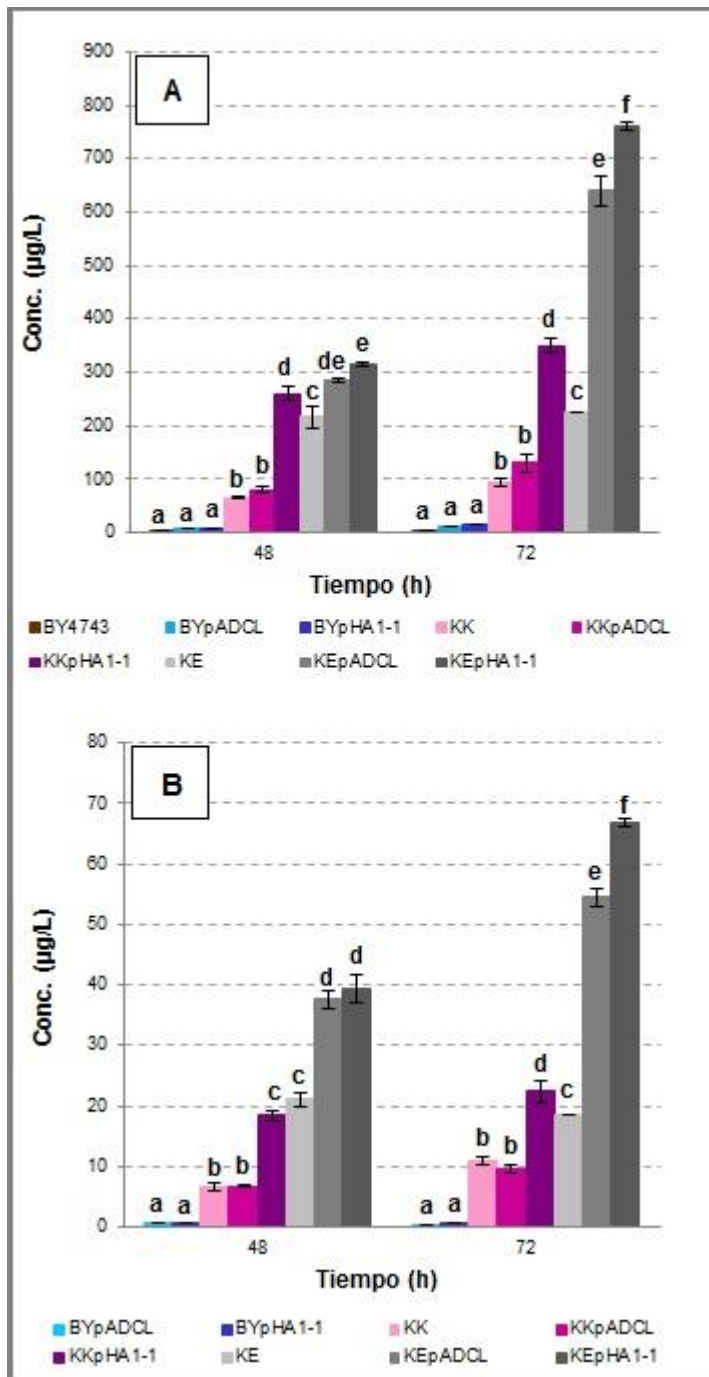 A
900
800
700
600
500
400
300
200
100
0
Conc. (µg/L)
a a a b b d c de e
a a a b b d c e f
48 72
Tiempo (h)
BY4743 BYpADCL BYpHA1-1 KK KKpADCL
KKpHA1-1 KE KEpADCL KEpHA1-1
B
80
70
60
50
40
30
20
10
0
Conc. (µg/L)
a a b b c c d d
a a b b d c e f
48 72
Tiempo (h)
BYpADCL BYpHA1-1 KK KKpADCL
KKpHA1-1 KE KEpADCL KEpHA1-1